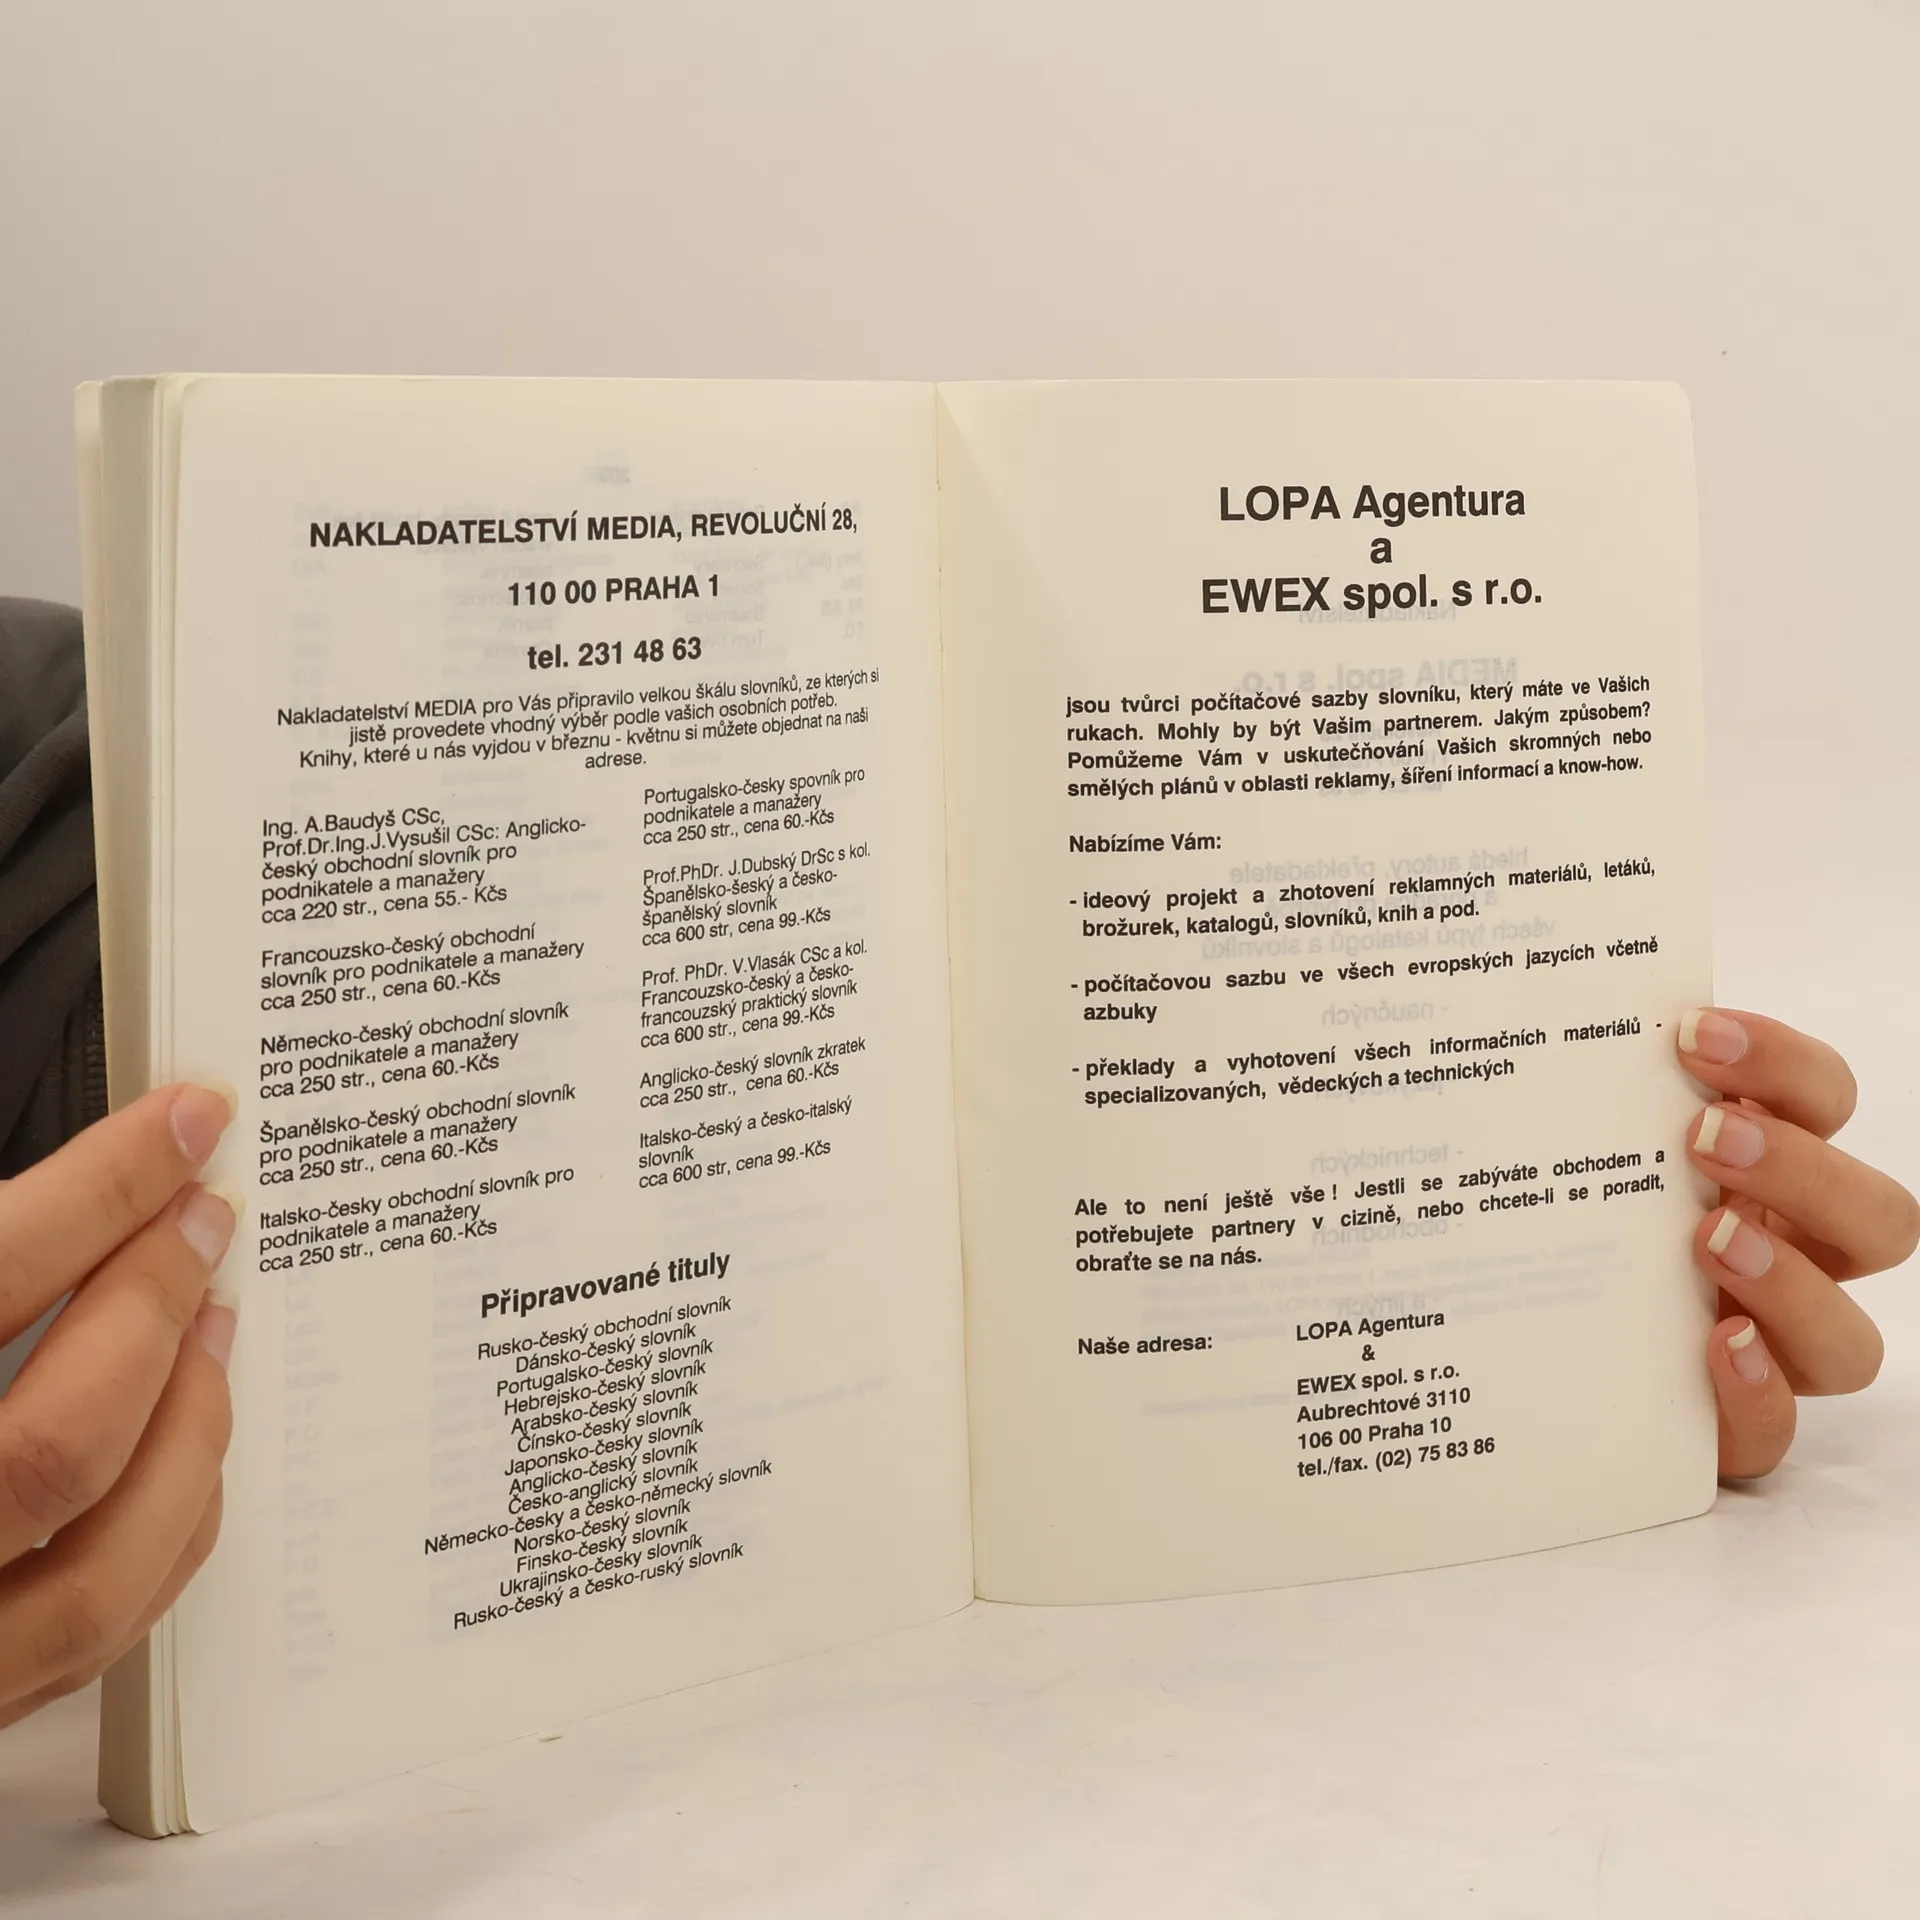 NAKLADATELSTVÍ MEDIA, REVOLUČNÍ 28,
110 00 PRAHA 1
tel. 231 48 63
Nakladatelství MEDIA pro Vás připravilo velkou škálu slovníků, ze kterých si
jistě provedete vhodný výběr podle vašich osobních potřeb.
Knihy, které u nás vyjdou v březnu - květnu si můžete objednat na naši
adrese.
Ing. A.Baudyš CSc,
Prof.Dr.Ing.J.Vysušil CSc: Anglicko-
český obchodní slovník pro
podnikatele a manažery
cca 220 str., cena 55.- Kčs
Francouzsko-český obchodní
slovník pro podnikatele a manažery
cca 250 str., cena 60.-Kčs
Německo-český obchodní slovník
pro podnikatele a manažery
cca 250 str., cena 60.-Kčs
Španělsko-český obchodní slovník
pro podnikatele a manažery
cca 250 str., cena 60.-Kčs
Italsko-česky obchodní slovník pro
podnikatele a manažery
cca 250 str., cena 60.-Kčs
Portugalsko-česky spovník pro
podnikatele a manažery
cca 250 str., cena 60.-Kčs
Prof.PhDr. J.Dubský DrSc s kol.
Španělsko-šeský a česko-
španělský slovník
cca 600 str, cena 99.-Kčs
Prof. PhDr. V.Vlasák CSc a kol.
Francouzsko-český a česko-
francouzský praktický slovník
cca 600 str., cena 99.-Kčs
Anglicko-český slovník zkratek
cca 250 str., cena 60.-Kčs
Italsko-český a česko-italský
slovník
cca 600 str, cena 99.-Kčs
Připravované tituly
Rusko-český obchodní slovník
Dánsko-český slovník
Portugalsko-český slovník
Hebrejsko-český slovník
Arabsko-český slovník
Čínsko-český slovník
Japonsko-česky slovník
Anglicko-český slovník
Česko-anglický slovník
Německo-česky a česko-německý slovník
Norsko-český slovník
Finsko-český slovník
Ukrajinsko-česky slovník
Rusko-český a česko-ruský slovník
LOPA Agentura
a
EWEX spol. s r.o.
jsou tvůrci počítačové sazby slovníku, který máte ve Vašich
rukach. Mohly by být Vašim partnerem. Jakým způsobem?
Pomůžeme Vám v uskutečňování Vašich skromných nebo
smělých plánů v oblasti reklamy, šíření informací a know-how.
Nabízíme Vám:
- ideový projekt a zhotovení reklamných materiálů, letáků,
brožurek, katalogů, slovníků, knih a pod.
- počítačovou sazbu ve všech evropských jazycích včetně
azbuky
- překlady a vyhotovení všech informačních materiálů -
specializovaných, vědeckých a technických
Ale to není ještě vše ! Jestli se zabýváte obchodem a
potřebujete partnery v cizině, nebo chcete-li se poradit,
obraťte se na nás.
Naše adresa:
LOPA Agentura
&
EWEX spol. s r.o.
Aubrechtové 3110
106 00 Praha 10
tel./fax. (02) 75 83 86